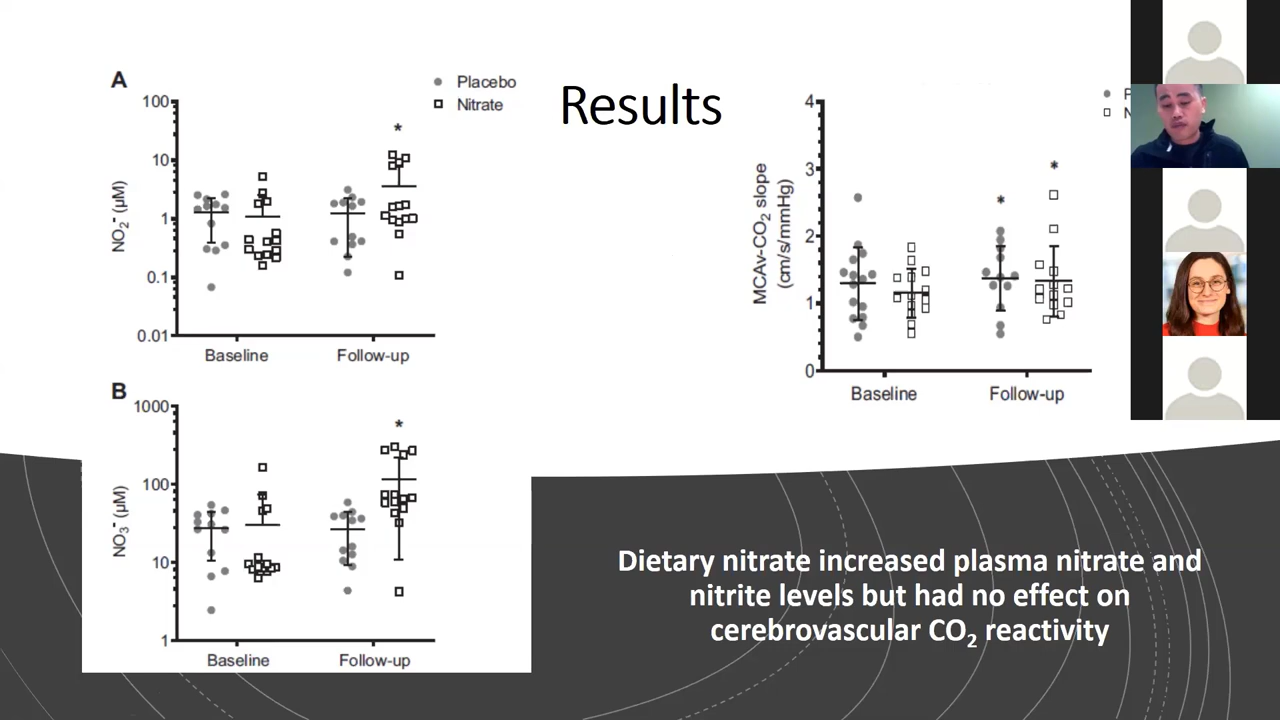 Results
A
Placebo
Nitrate
NO2- (µM)
100
10
1
0.1
0.01
*
Baseline
Follow-up
B
NO3- (µM)
1000
100
10
1
*
Baseline
Follow-up
P
N
MCAv-CO2 slope
(cm/s/mmHg)
4
3
2
1
0
*
*
Baseline
Follow-up
Dietary nitrate increased plasma nitrate and
nitrite levels but had no effect on
cerebrovascular CO2 reactivity